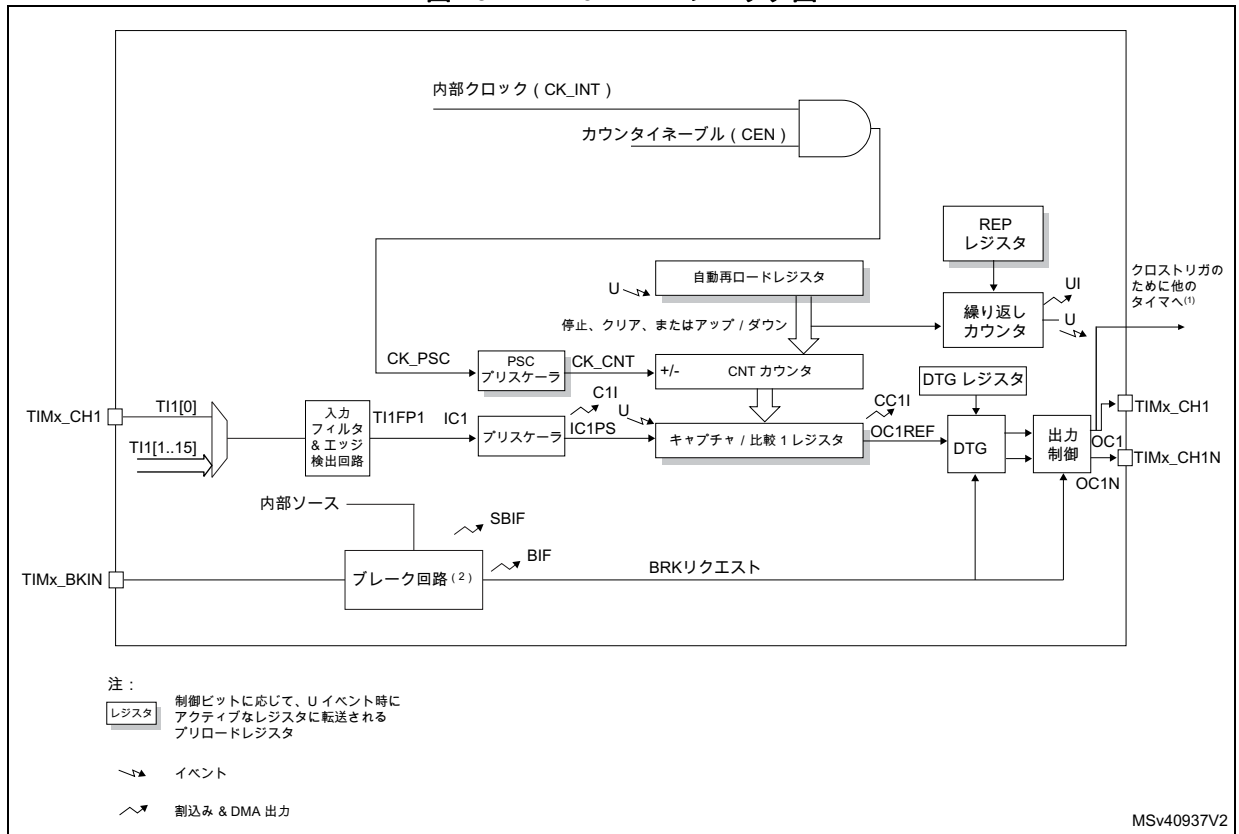 内部クロック ( CK_INT )
カウンタイネーブル ( CEN )
REP
レジスタ
クロストリガの
ために他の
タイマへ(1)
自動再ロードレジスタ
U
UI
繰り返し
カウンタ
U
停止、クリア、またはアップ / ダウン
CK_PSC
PSC
プリスケーラ
CK_CNT
+/-
CNT カウンタ
DTG レジスタ
TIMx_CH1
TI1[0]
TI1[1..15]
入力
フィルタ
& エッジ
検出回路
TI1FP1
IC1
プリスケーラ
C1I
IC1PS
U
キャプチャ / 比較 1 レジスタ
CC1I
OC1REF
DTG
出力
制御
OC1
OC1N
TIMx_CH1
TIMx_CH1N
内部ソース
SBIF
BIF
TIMx_BKIN
ブレーク回路 ( 2 )
BRKリクエスト
注 :
レジスタ
制御ビットに応じて、U イベント時に
アクティブなレジスタに転送される
プリロードレジスタ
イベント
割込み & DMA 出力
MSv40937V2